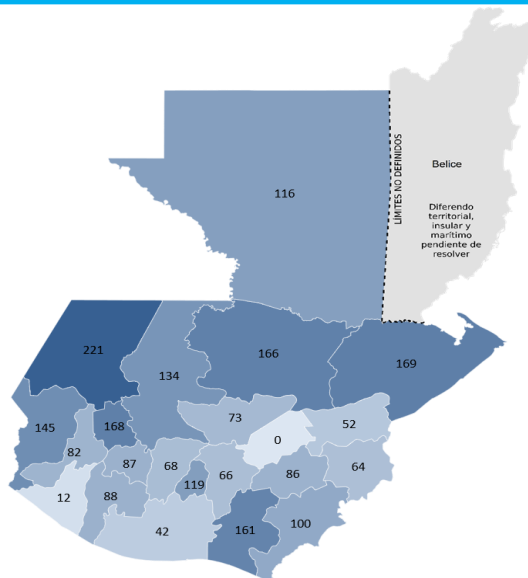 LÍMITES NO DEFINIDOS
Belice
Diferendo
territorial,
insular y
marítimo
pendiente de
resolver
116
221
134
166
169
145
168
73
52
82
0
87
68
119
66
86
64
12
88
42
161
100